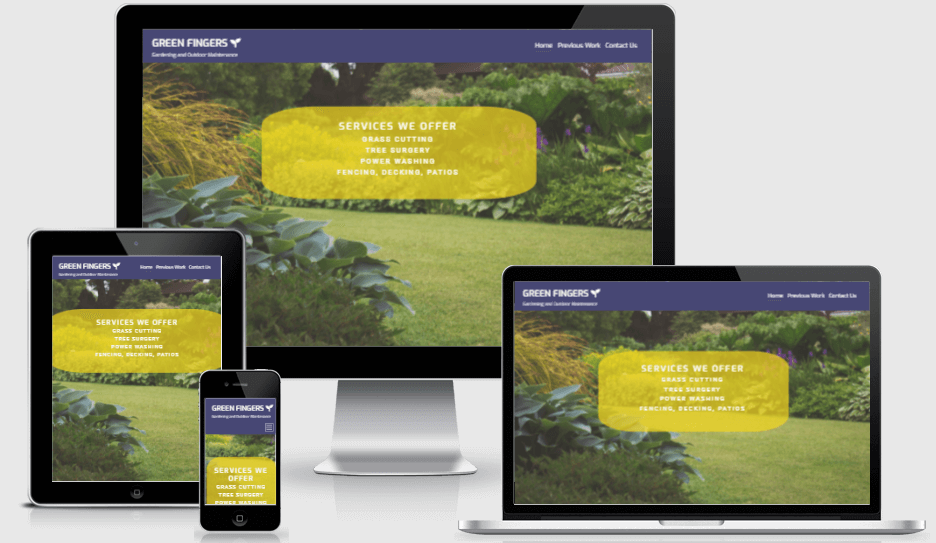 GREEN FINGERS
Gardening and Outdoor Maintenance
Home Previous Work Contact Us
SERVICES WE OFFER
GRASS CUTTING
TREE SURGERY
POWER WASHING
FENCING, DECKING, PATIOS
GREEN FINGERS
Gardening and Outdoor Maintenance
Home Previous Work Contact Us
SERVICES WE OFFER
GRASS CUTTING
TREE SURGERY
POWER WASHING
FENCING, DECKING, PATIOS
GREEN FINGERS
Gardening and Outdoor Maintenance
SERVICES WE
OFFER
GRASS CUTTING
TREE SURGERY
POWER WASHING
GREEN FINGERS
Gardening and Outdoor Maintenance
Home Previous Work Contact Us
SERVICES WE OFFER
GRASS CUTTING
TREE SURGERY
POWER WASHING
FENCING, DECKING, PATIOS